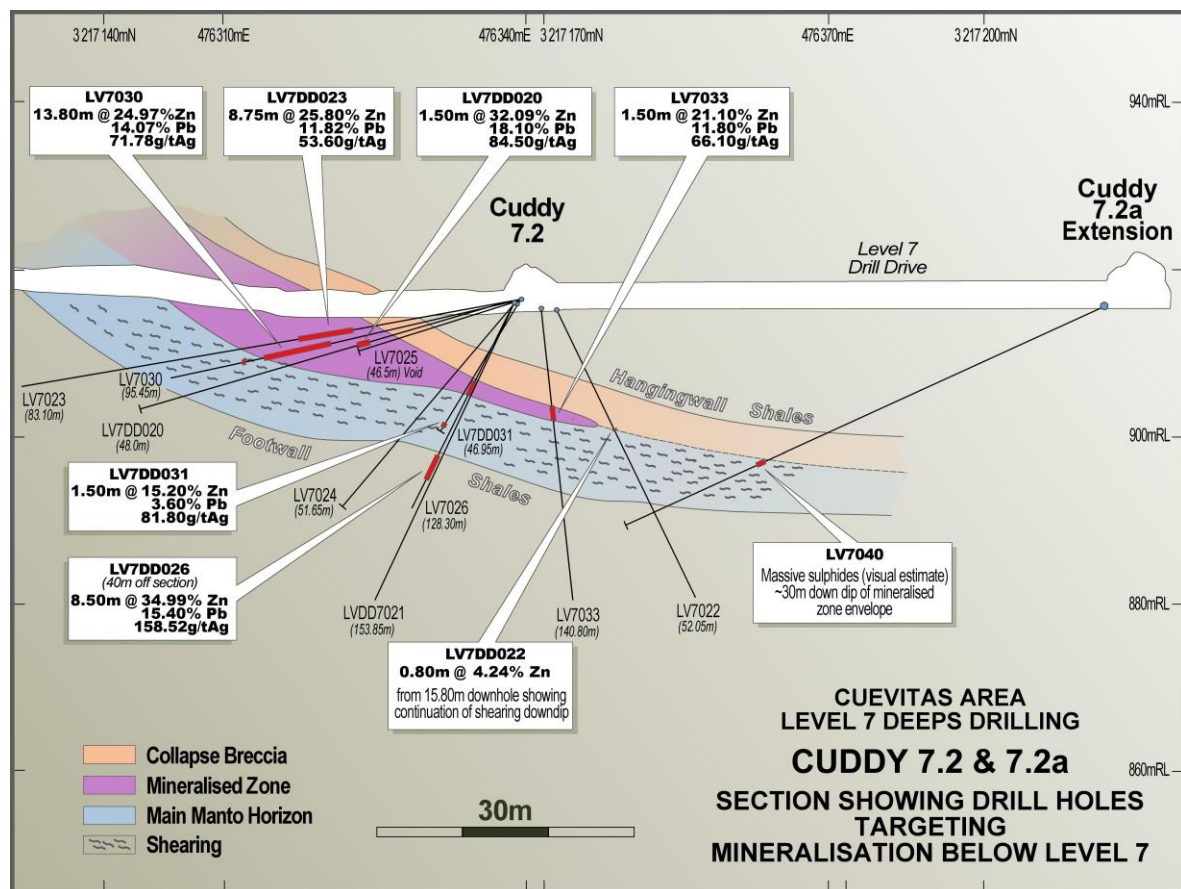 3 217 140mN
476310mE
476340mE
3 217 170mN
476370mE
3 217 200mN
940mRL
LV7030
13.80m @ 24.97% Zn
14.07% Pb
71.78g/tAg
LV7DD023
8.75m @ 25.80% Zn
11.82% Pb
53.60g/tAg
LV7DD020
1.50m @ 32.09% Zn
18.10% Pb
84.50g/tAg
LV7033
1.50m @ 21.10% Zn
11.80% Pb
66.10g/tAg
Cuddy
7.2
Cuddy
7.2a
Extension
Level 7
Drill Drive
LV7025
(46.5m) Void
LV7030
(95.45m)
LV7023
(83.10m)
LV7DD020
(48.0m)
Hangingwall Shales
900mRL
Footwall Shales
LV7DD031
(46.95m)
LV7DD031
1.50m @ 15.20% Zn
3.60% Pb
81.80g/tAg
LV7024
(51.65m)
LV7026
(128.30m)
LV7DD026
(40m off section)
8.50m @ 34.99% Zn
15.40% Pb
158.52g/tAg
LV7040
Massive sulphides (visual estimate)
~30m down dip of mineralised
zone envelope
880mRL
LVDD7021
(153.85m)
LV7033
(140.80m)
LV7022
(52.05m)
LV7DD022
0.80m @ 4.24% Zn
from 15.80m downhole showing
continuation of shearing downdip
CUEVITAS AREA
LEVEL 7 DEEPS DRILLING
CUDDY 7.2 & 7.2a
SECTION SHOWING DRILL HOLES
TARGETING
MINERALISATION BELOW LEVEL 7
860mRL
Collapse Breccia
Mineralised Zone
Main Manto Horizon
Shearing
30m